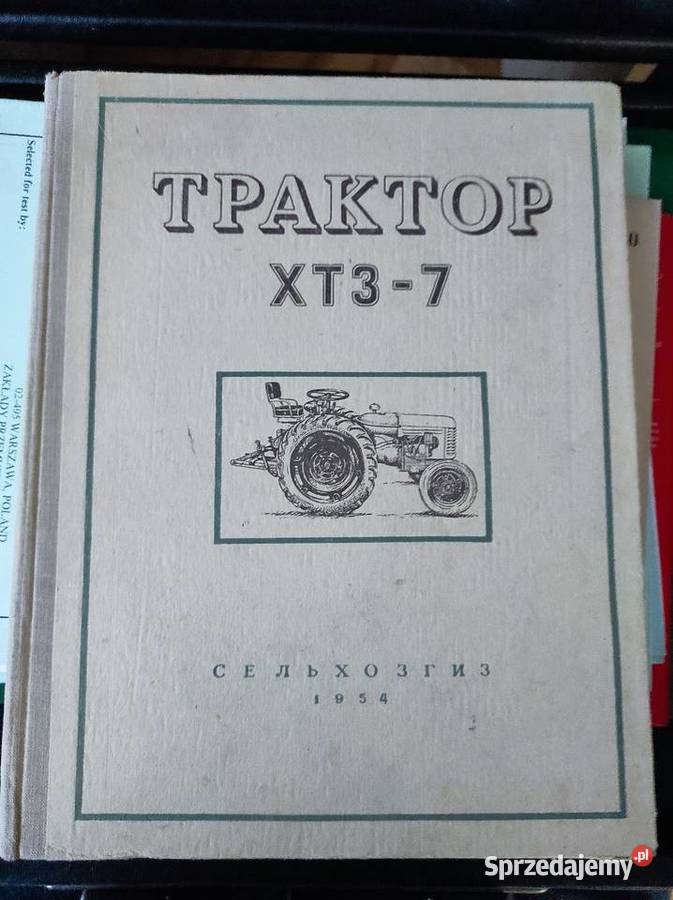 ТРАКТОР
ХТЗ-7
СЕЛЬХОЗГИЗ
1954
Selected for test by:
02-495 WARSZAWA, POLAND
Sprzedajemy.pl